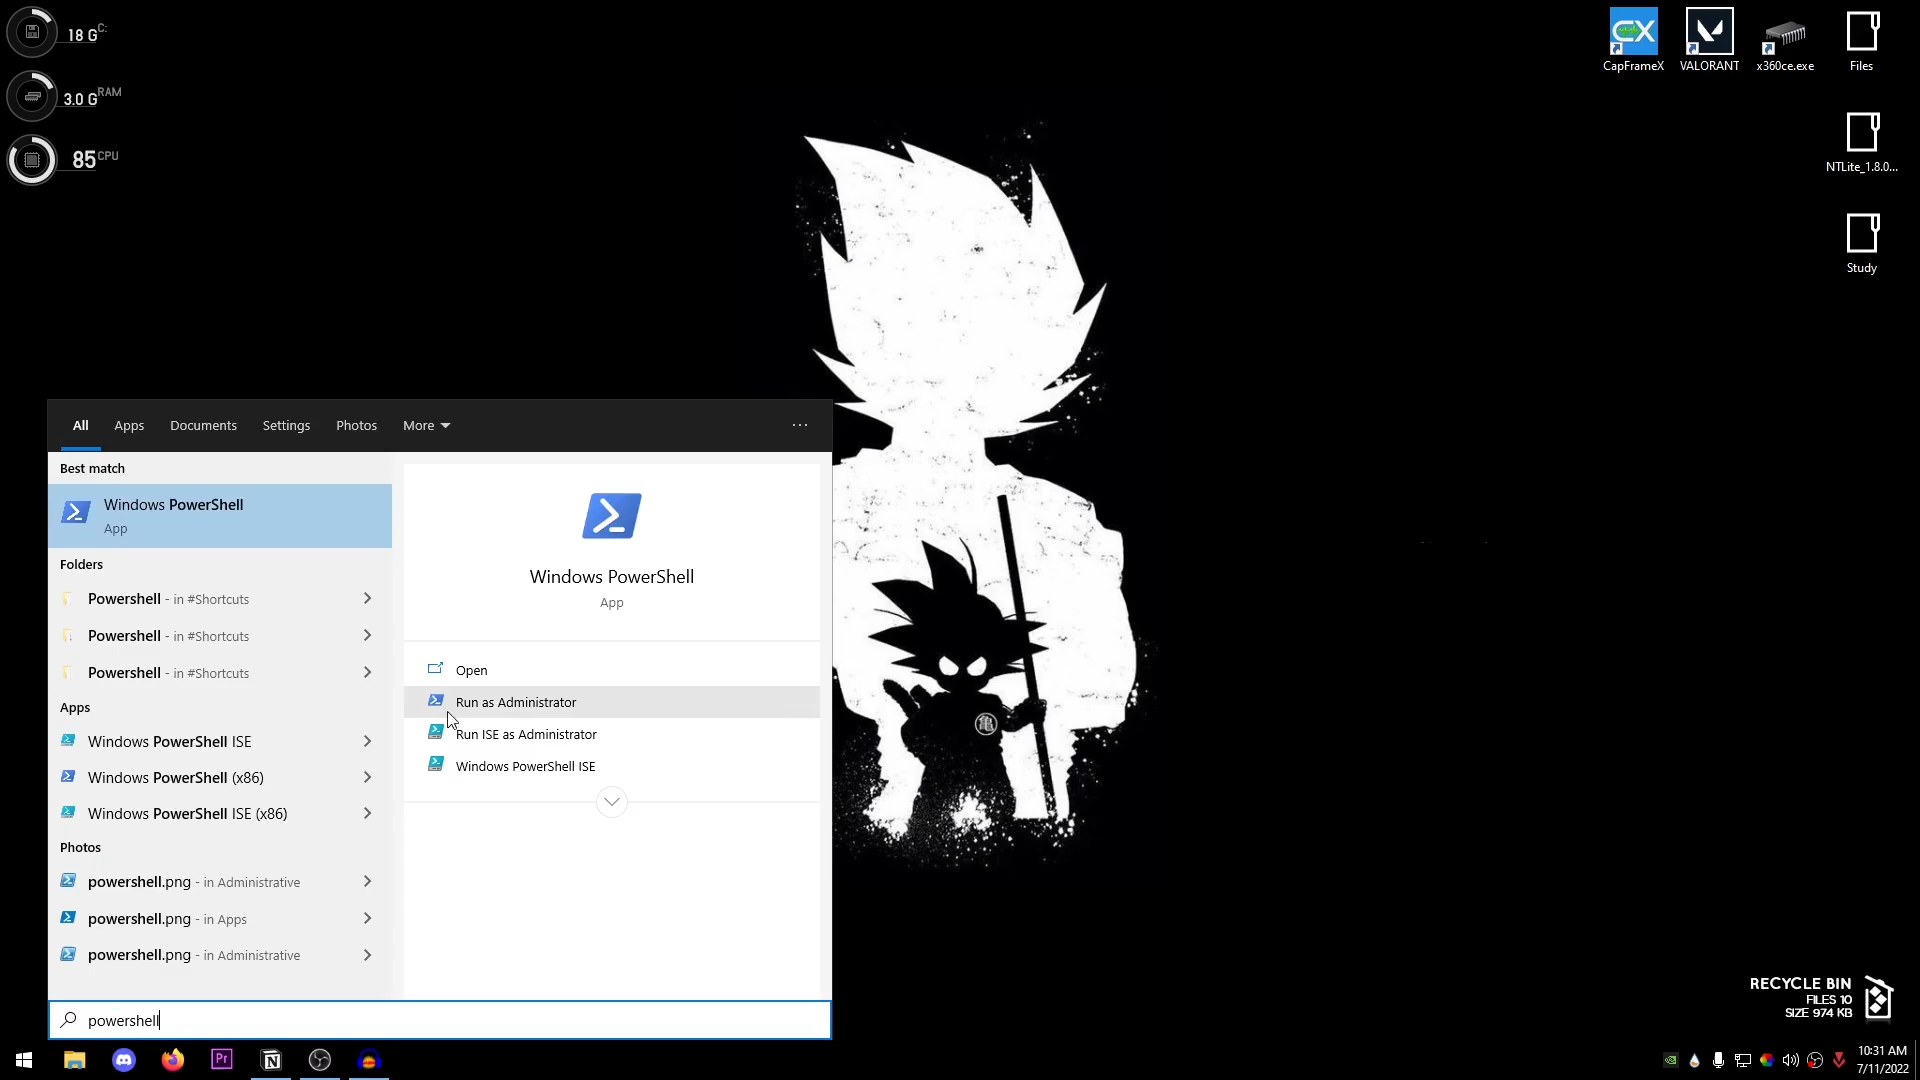 18 G C:
3.0 G RAM
85 CPU
CX
CapFrameX
VALORANT
x360ce.exe
Files
NTLite_1.8.0...
Study
All
Apps
Documents
Settings
Photos
More
...
Best match
Windows PowerShell
App
Folders
Powershell - in #Shortcuts
Powershell - in #Shortcuts
Powershell - in #Shortcuts
Apps
Windows PowerShell ISE
Windows PowerShell (x86)
Windows PowerShell ISE (x86)
Photos
powershell.png - in Administrative
powershell.png - in Apps
powershell.png - in Administrative
Windows PowerShell
App
Open
Run as Administrator
Run ISE as Administrator
Windows PowerShell ISE
powershell
亀
RECYCLE BIN
FILES 10
SIZE 974 KB
Pr
N
10:31 AM
7/11/2022